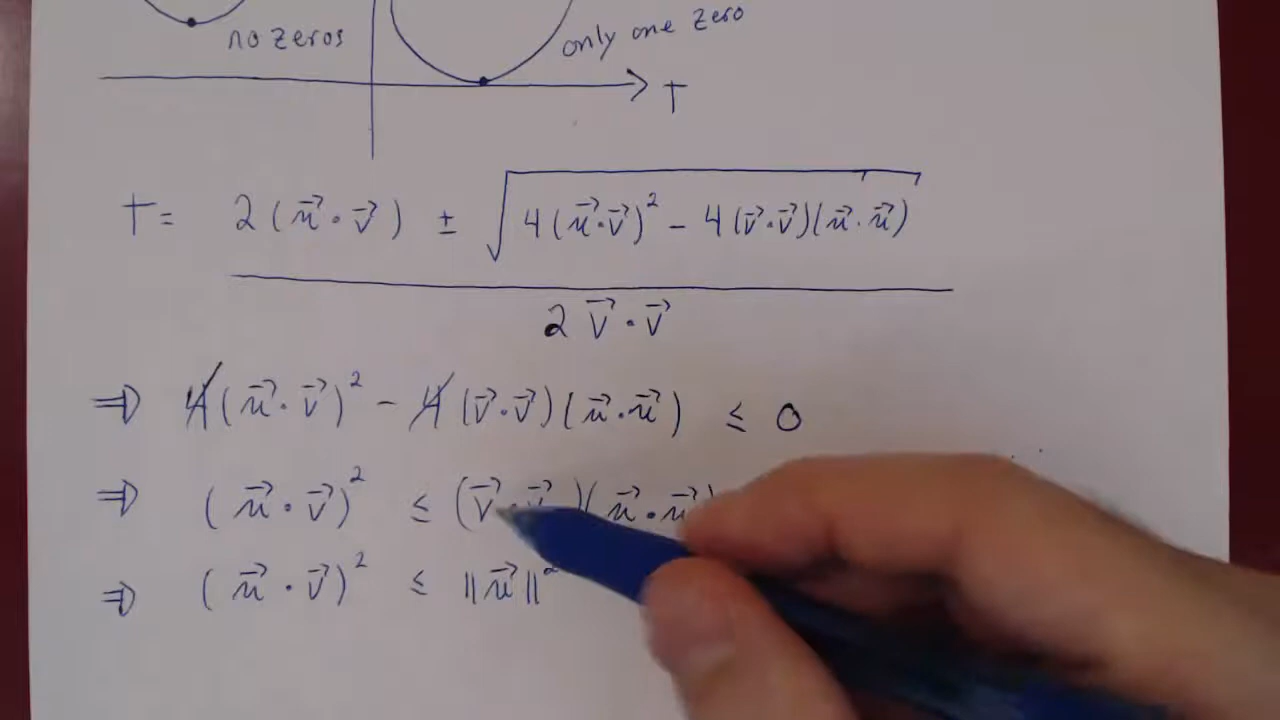 no zeros
only one zero
T
T = 2(u⃗ · v⃗) ± √(4(u⃗·v⃗)² - 4(v⃗·v⃗)(u⃗·u⃗))
2 v⃗ · v⃗
⇒ 4(u⃗ · v⃗)² - 4(v⃗·v⃗)(u⃗·u⃗) ≤ 0
⇒ (u⃗ · v⃗)² ≤ (v⃗ · v⃗)(u⃗ · u⃗)
⇒ (u⃗ · v⃗)² ≤ ||u⃗||²